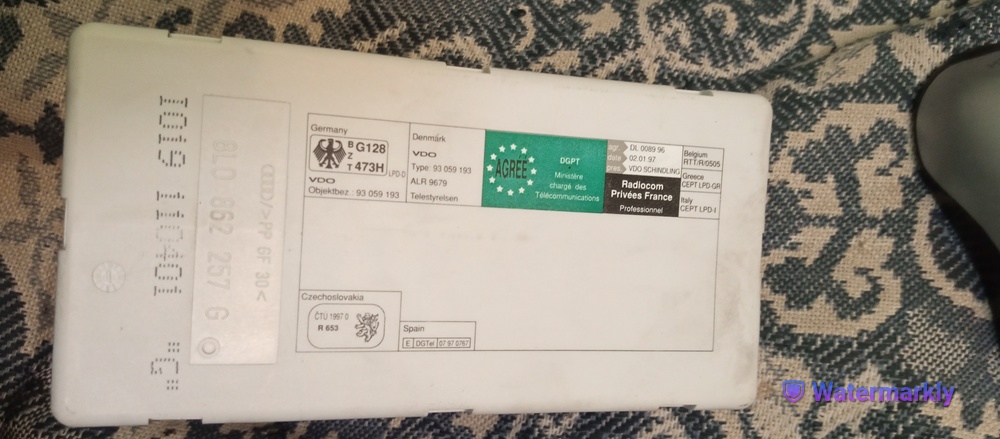 8L0 862 257 G
>PP GF 30<
Germany
B Z T G128
473H
LPD-D
VDO
Objektbez.: 93 059 193
Denmark
VDO
Type: 93 059 193
ALR 9679
Telestyrelsen
AGRÉE
DGPT
Ministère
chargé des
Télécommunications
agr. DL 0089 96
date 02.01.97
VDO SCHINDLING
Radiocom
Privées France
Professionnel
Belgium
RTT/R/0505
Greece
CEPT LPD-GR
Italy
CEPT LPD-I
Czechoslovakia
ČTÚ 1997 0
R 653
Spain
E DGTel 07 97 0767
Watermarkly